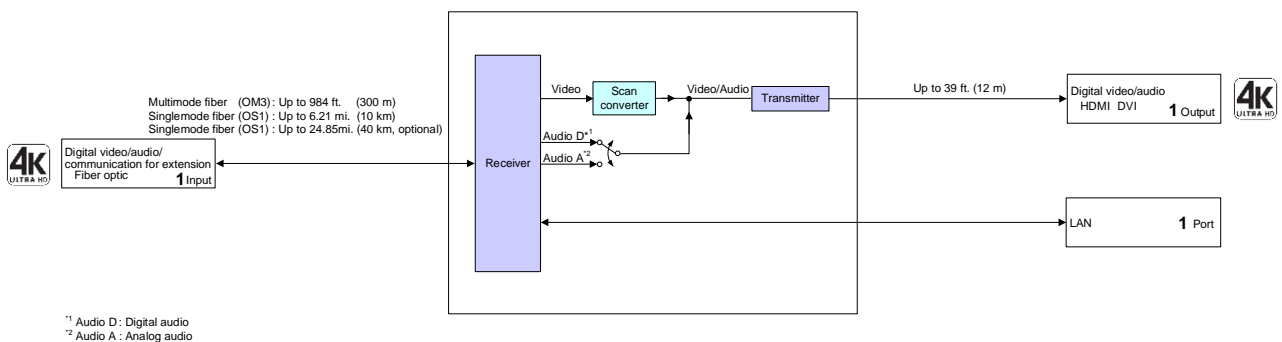 Multimode fiber (OM3) : Up to 984 ft. (300 m)
Singlemode fiber (OS1) : Up to 6.21 mi. (10 km)
Singlemode fiber (OS1) : Up to 24.85mi. (40 km, optional)
4K
ULTRA HD
Digital video/audio/
communication for extension
Fiber optic
1 Input
Receiver
Video
Scan
converter
Video/Audio
Transmitter
Audio D*1
Audio A*2
Up to 39 ft. (12 m)
Digital video/audio
HDMI DVI
1 Output
4K
ULTRA HD
LAN
1 Port
*1 Audio D : Digital audio
*2 Audio A : Analog audio